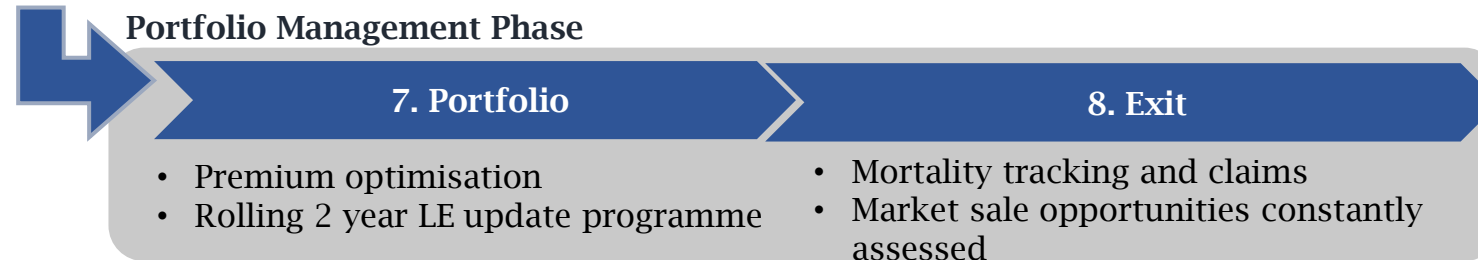 Portfolio Management Phase
7. Portfolio
• Premium optimisation
• Rolling 2 year LE update programme
8. Exit
• Mortality tracking and claims
• Market sale opportunities constantly
assessed